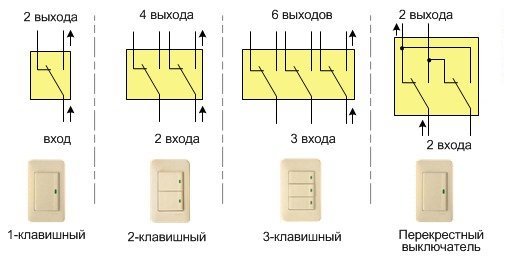 2 выхода
4 выхода
6 выходов
2 выхода
вход
2 входа
3 входа
2 входа
1-клавишный
2-клавишный
3-клавишный
Перекрестный
выключатель